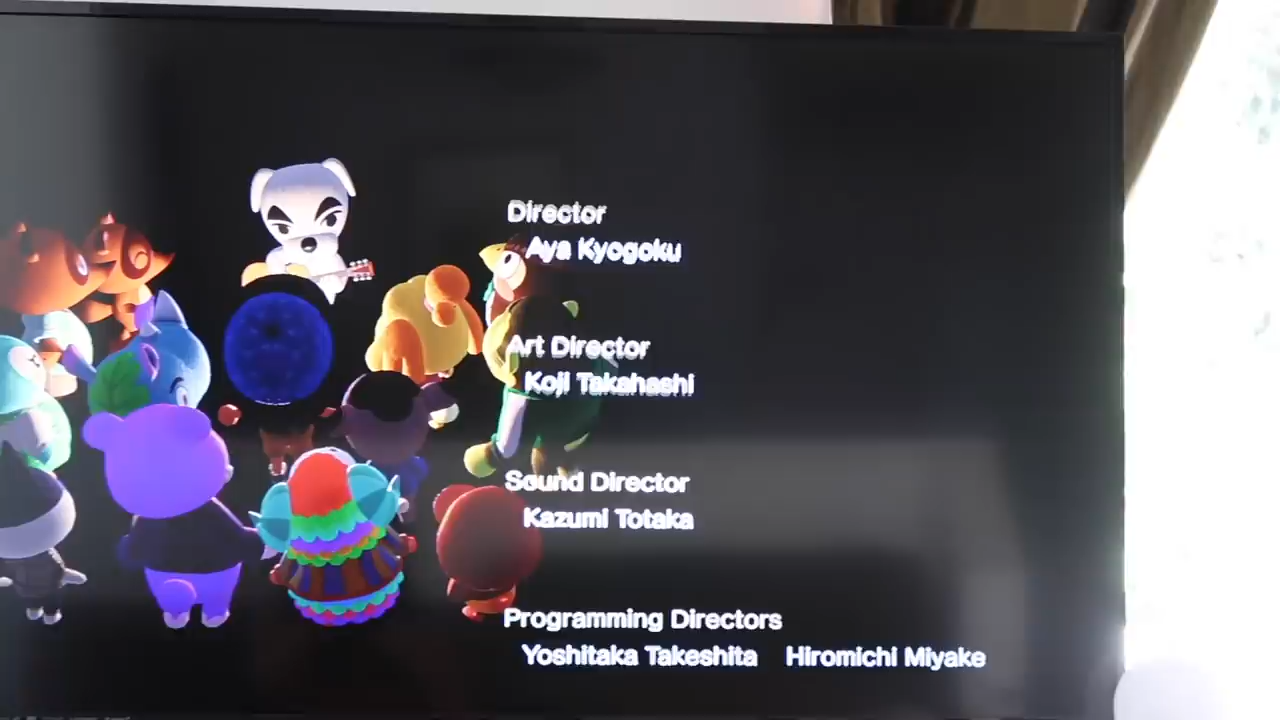 Director
Aya Kyogoku
Art Director
Koji Takahashi
Sound Director
Kazumi Totaka
Programming Directors
Yoshitaka Takeshita Hiromichi Miyake